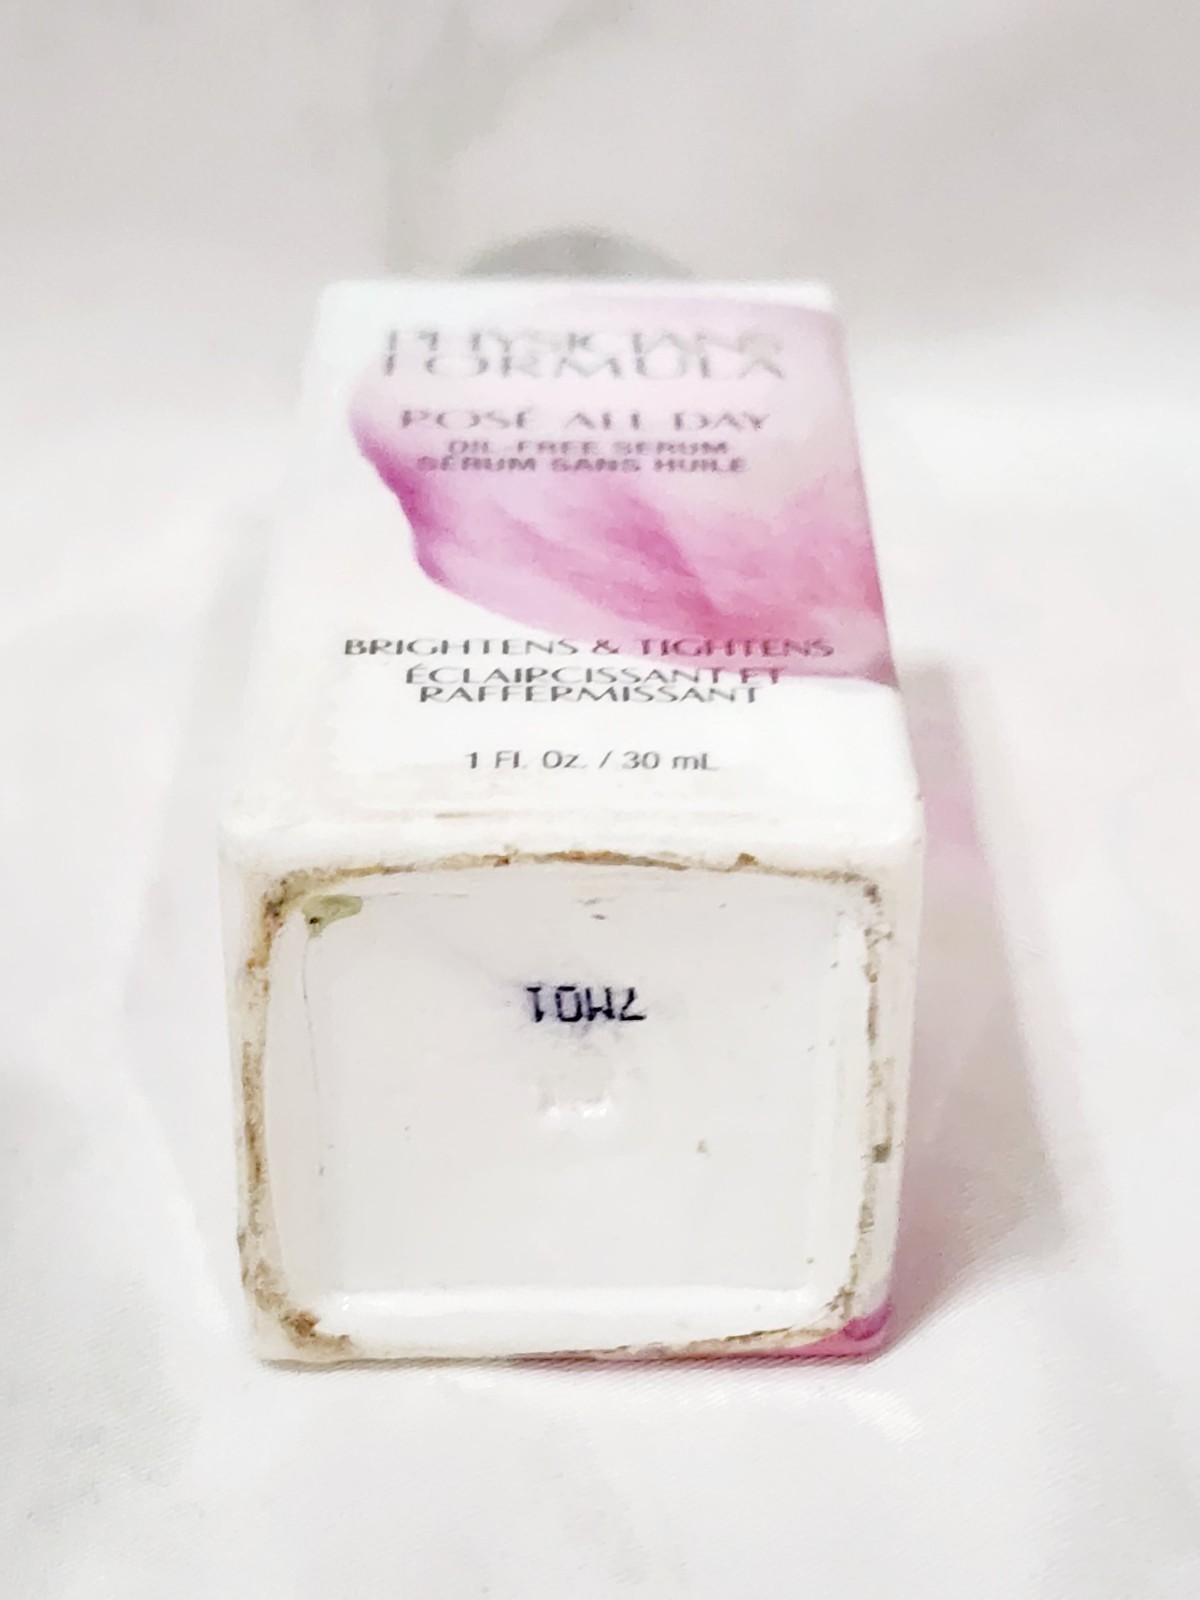 PHYSICIANS
FORMULA
ROSÉ ALL DAY
OIL-FREE SERUM
SÉRUM SANS HUILE
BRIGHTENS & TIGHTENS
ÉCLAIRCISSANT ET
RAFFERMISSANT
1 Fl. Oz. / 30 mL
7M01